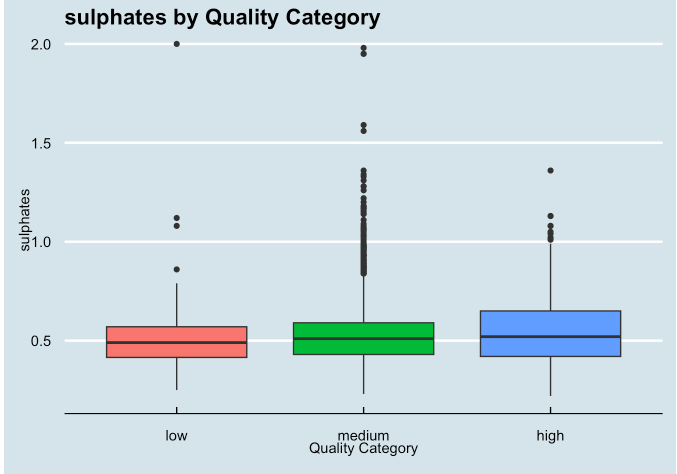 sulphates by Quality Category
2.0
1.5
1.0
0.5
sulphates
low medium high
Quality Category